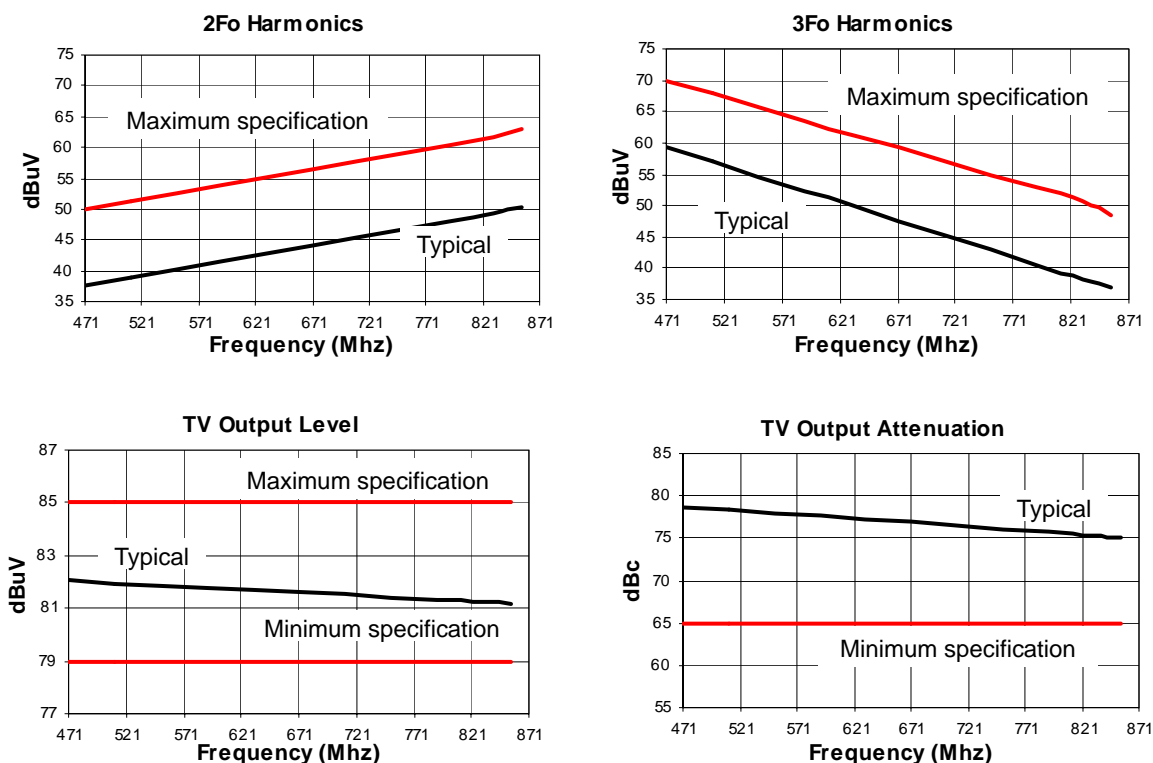 2Fo Harmonics
75
70
65
60
55
50
45
40
35
dBuV
Maximum specification
Typical
471 521 571 621 671 721 771 821 871
Frequency (Mhz)
3Fo Harmonics
75
70
65
60
55
50
45
40
35
dBuV
Maximum specification
Typical
471 521 571 621 671 721 771 821 871
Frequency (Mhz)
TV Output Level
87
85
83
81
79
77
dBuV
Maximum specification
Typical
Minimum specification
471 521 571 621 671 721 771 821 871
Frequency (Mhz)
TV Output Attenuation
85
80
75
70
65
60
55
dBc
Typical
Minimum specification
471 521 571 621 671 721 771 821 871
Frequency (Mhz)